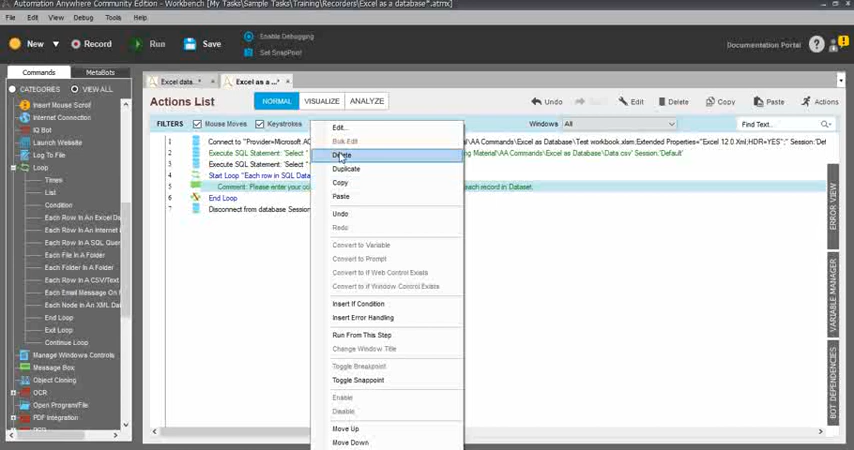 Automation Anywhere Community Edition - Workbench [My Tasks\Sample Tasks\Training\Recorders\Excel as a database*.atmx]
File Edit View Debug Tools Help
New Record Run Save Enable Debugging
Set SnapPoint
Documentation Portal
Commands MetaBots
Excel data...* Excel as a ...*
CATEGORIES VIEW ALL
Actions List NORMAL VISUALIZE ANALYZE Undo Edit Delete Copy Paste Actions
FILTERS Mouse Moves Keystrokes Windows All Find Text...
Insert Mouse Scroll
Internet Connection
IQ Bot
Launch Website
Log To File
Loop
Times
List
Condition
Each Row In An Excel Da
Each Row In An Internet
Each Row In A SQL Quer
Each File In A Folder
Each Folder In A Folder
Each Row In A CSV/Text
Each Email Message On
Each Node In An XML Da
End Loop
Exit Loop
Continue Loop
Manage Windows Controls
Message Box
Object Cloning
OCR
Open Program/File
PDF Integration
1 Connect to "Provider=Microsoft AC \AA Commands\Excel as Database\Test workbook.xlsm;Extended Properties="Excel 12.0 Xml;HDR=YES";" Session:'Def
2 Execute SQL Statement: 'Select * ng Material\AA Commands\Excel as Database\Data.csv' Session:'Default'
3 Execute SQL Statement: 'Select *
4 Start Loop "Each row in SQL Data
5 Comment: Please enter your co each record in Dataset.
6 End Loop
7 Disconnect from database Session
Edit...
Bulk Edit
Delete
Duplicate
Copy
Paste
Undo
Redo
Convert to Variable
Convert to Prompt
Convert to if Web Control Exists
Convert to if Window Control Exists
Insert If Condition
Insert Error Handling
Run From This Step
Change Window Title
Toggle Breakpoint
Toggle Snappoint
Enable
Disable
Move Up
Move Down
ERROR VIEW
VARIABLE MANAGER
BOT DEPENDENCIES